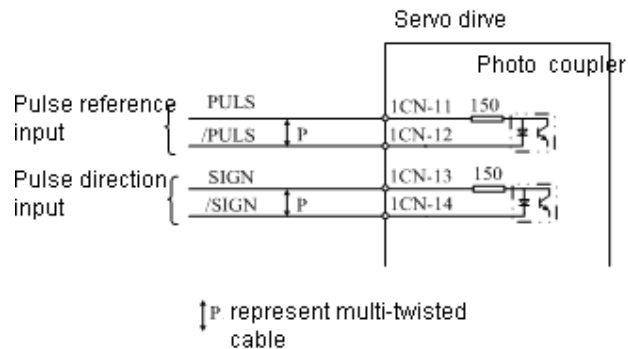 Servo dirve
Photo coupler
Pulse reference input
PULS
1CN-11
150
/PULS
P
1CN-12
Pulse direction input
SIGN
1CN-13
150
/SIGN
P
1CN-14
P represent multi-twisted
cable